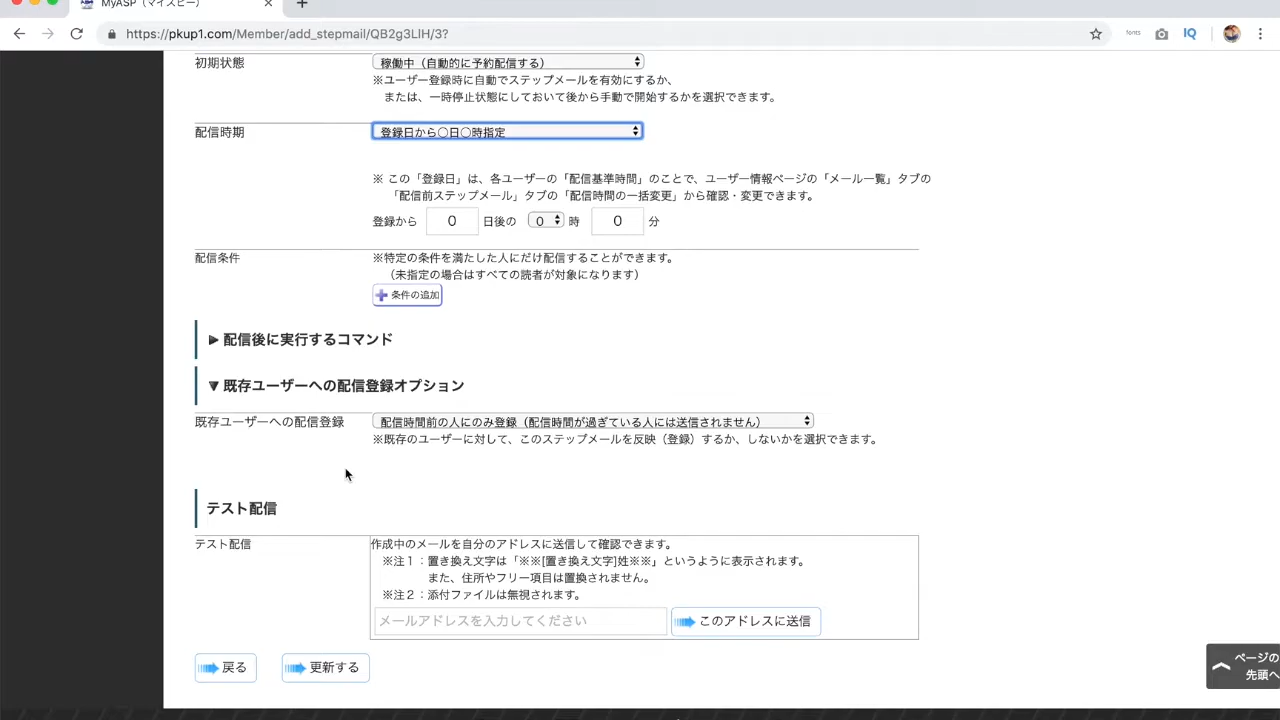 MyASP（マイスピー）
https://pkup1.com/Member/add_stepmail/QB2g3LIH/3?
fonts
IQ
初期状態
稼働中（自動的に予約配信する）
※ユーザー登録時に自動でステップメールを有効にするか、
または、一時停止状態にしておいて後から手動で開始するかを選択できます。
配信時期
登録日から○日○時指定
※ この「登録日」は、各ユーザーの「配信基準時間」のことで、ユーザー情報ページの「メール一覧」タブの
「配信前ステップメール」タブの「配信時間の一括変更」から確認・変更できます。
登録から 0 日後の 0 時 0 分
配信条件
※特定の条件を満たした人にだけ配信することができます。
（未指定の場合はすべての読者が対象になります）
条件の追加
▶ 配信後に実行するコマンド
▼ 既存ユーザーへの配信登録オプション
既存ユーザーへの配信登録
配信時間前の人にのみ登録（配信時間が過ぎている人には送信されません）
※既存のユーザーに対して、このステップメールを反映（登録）するか、しないかを選択できます。
テスト配信
テスト配信
作成中のメールを自分のアドレスに送信して確認できます。
※注１：置き換え文字は「※※[置き換え文字]姓※※」というように表示されます。
また、住所やフリー項目は置換されません。
※注２：添付ファイルは無視されます。
メールアドレスを入力してください
このアドレスに送信
戻る
更新する
ページの
先頭へ